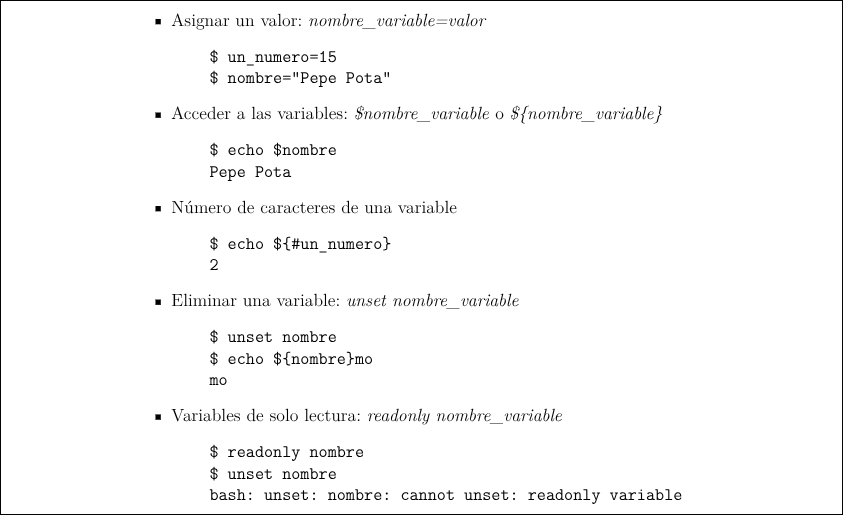 ▪ Asignar un valor: nombre_variable=valor
$ un_numero=15
$ nombre="Pepe Pota"
▪ Acceder a las variables: $nombre_variable o ${nombre_variable}
$ echo $nombre
Pepe Pota
▪ Número de caracteres de una variable
$ echo ${#un_numero}
2
▪ Eliminar una variable: unset nombre_variable
$ unset nombre
$ echo ${nombre}mo
mo
▪ Variables de solo lectura: readonly nombre_variable
$ readonly nombre
$ unset nombre
bash: unset: nombre: cannot unset: readonly variable